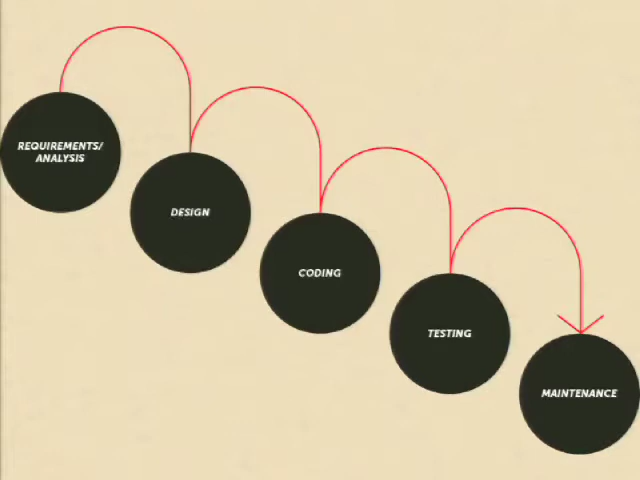 REQUIREMENTS/
ANALYSIS
DESIGN
CODING
TESTING
MAINTENANCE